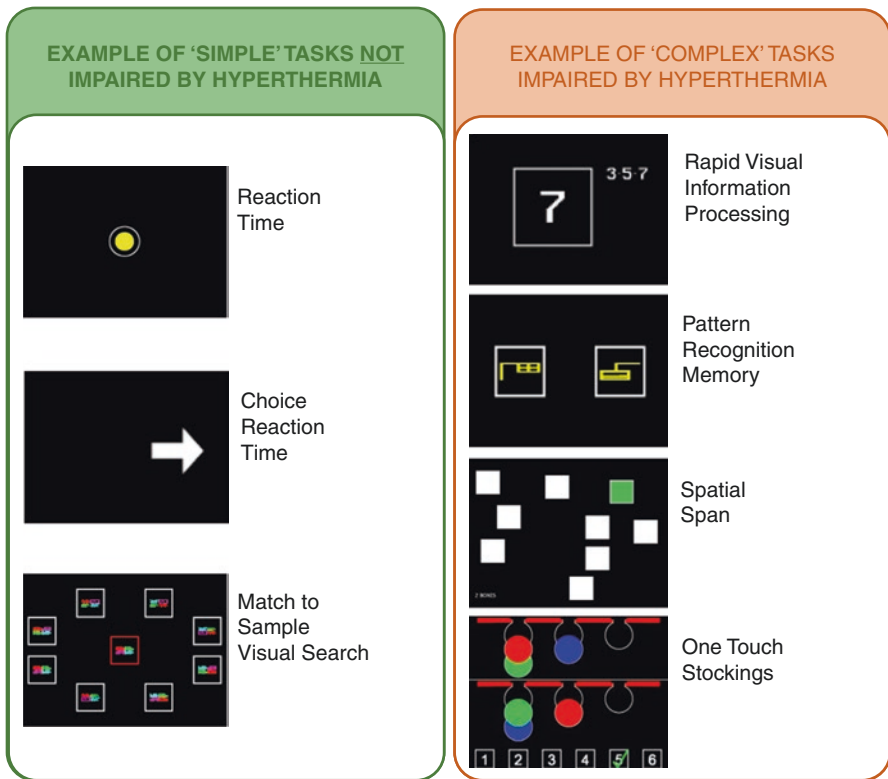 EXAMPLE OF ‘SIMPLE’ TASKS NOT
IMPAIRED BY HYPERTHERMIA
Reaction
Time
Choice
Reaction
Time
Match to
Sample
Visual Search
EXAMPLE OF ‘COMPLEX’ TASKS
IMPAIRED BY HYPERTHERMIA
7
3·5·7
Rapid Visual
Information
Processing
Pattern
Recognition
Memory
2 BOXES
Spatial
Span
One Touch
Stockings
1 2 3 4 5 6